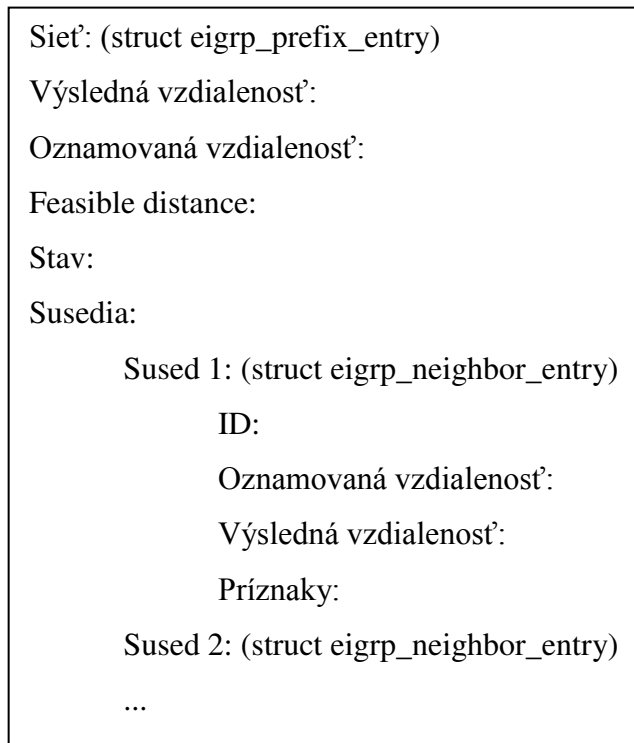 Sieť: (struct eigrp_prefix_entry)
Výsledná vzdialenosť:
Oznamovaná vzdialenosť:
Feasible distance:
Stav:
Susedia:
Sused 1: (struct eigrp_neighbor_entry)
ID:
Oznamovaná vzdialenosť:
Výsledná vzdialenosť:
Príznaky:
Sused 2: (struct eigrp_neighbor_entry)
...